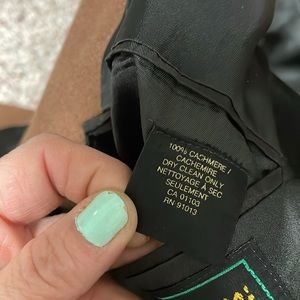 100% CASHMERE /
CACHEMIRE
DRY CLEAN ONLY
NETTOYAGE À SEC
SEULEMENT
CA 01103
RN 91013